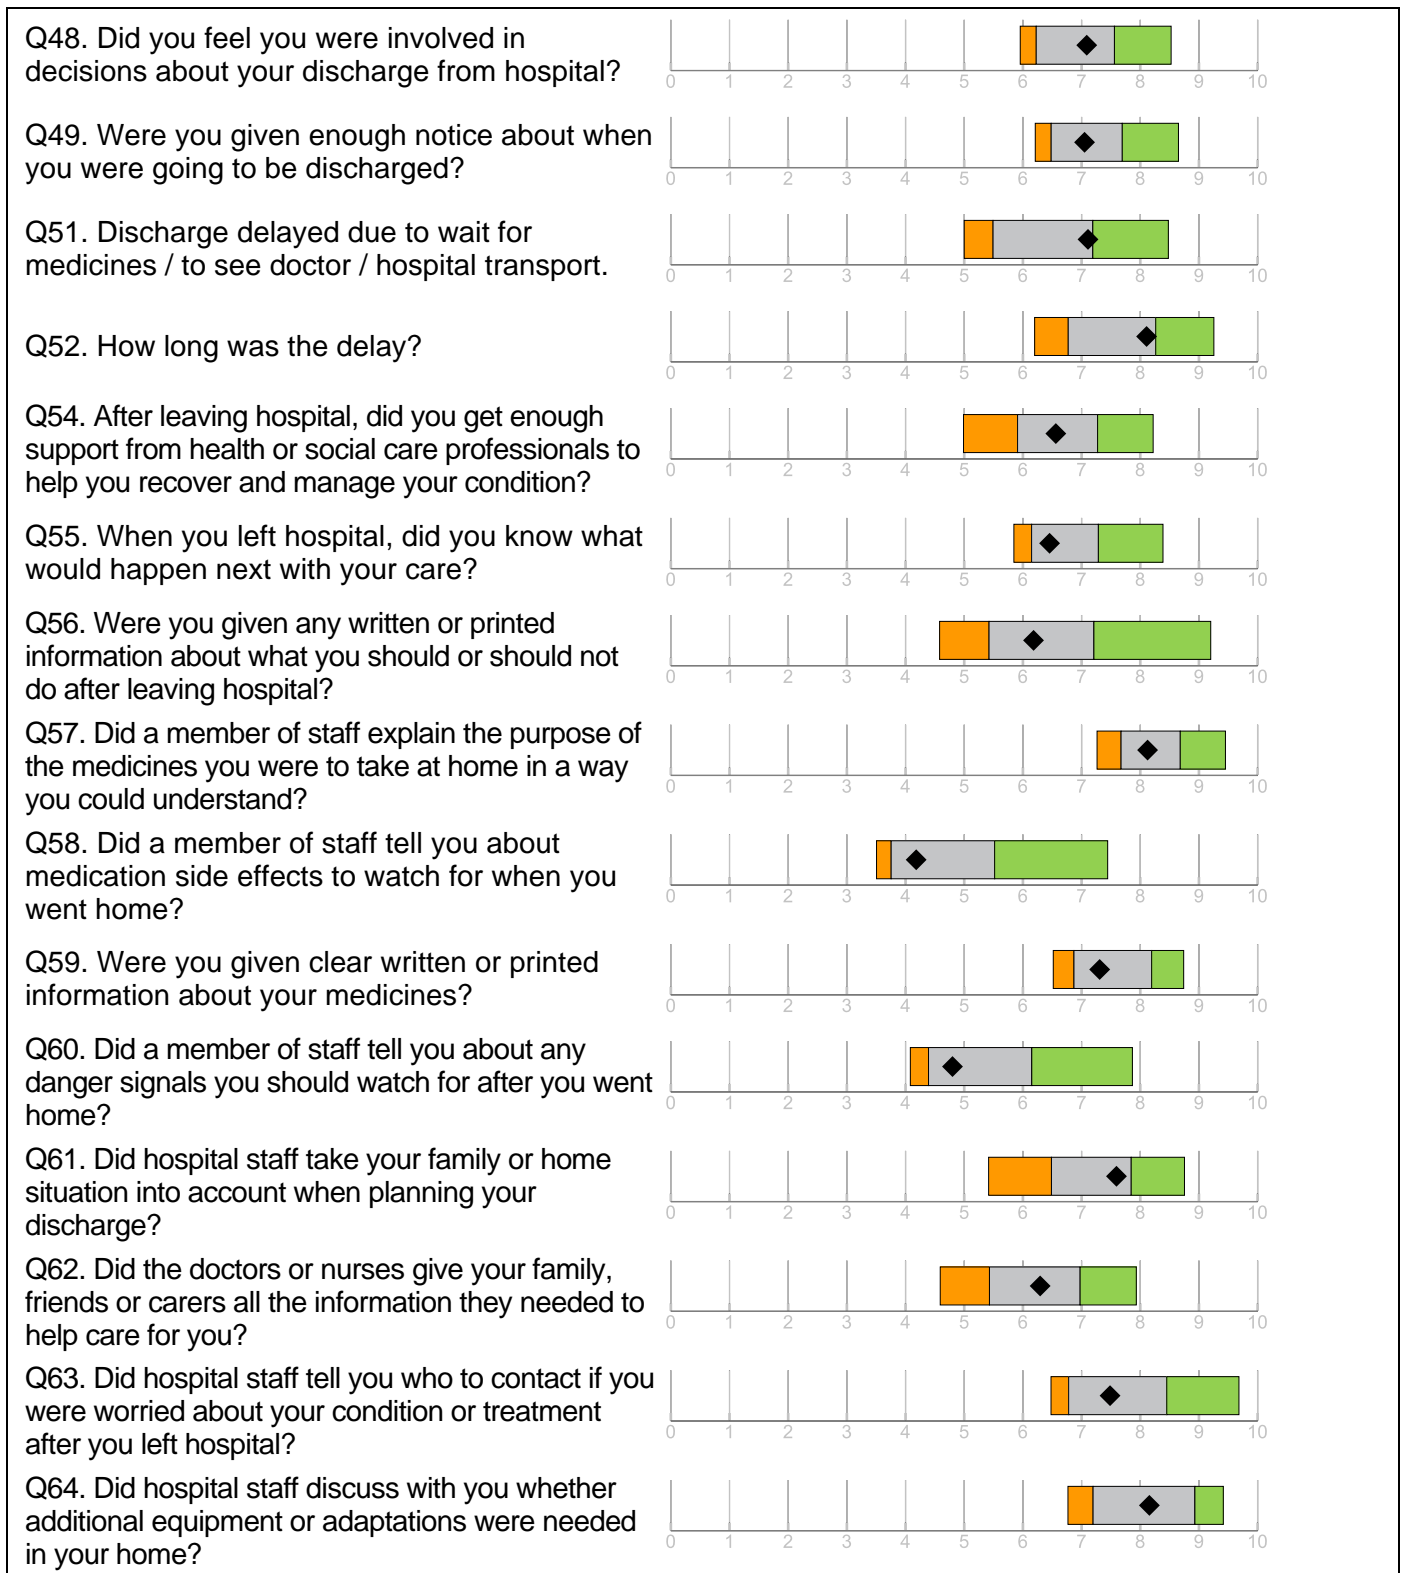 Q48. Did you feel you were involved in
decisions about your discharge from hospital?
0 1 2 3 4 5 6 7 8 9 10
Q49. Were you given enough notice about when
you were going to be discharged?
0 1 2 3 4 5 6 7 8 9 10
Q51. Discharge delayed due to wait for
medicines / to see doctor / hospital transport.
0 1 2 3 4 5 6 7 8 9 10
Q52. How long was the delay?
0 1 2 3 4 5 6 7 8 9 10
Q54. After leaving hospital, did you get enough
support from health or social care professionals to
help you recover and manage your condition?
0 1 2 3 4 5 6 7 8 9 10
Q55. When you left hospital, did you know what
would happen next with your care?
0 1 2 3 4 5 6 7 8 9 10
Q56. Were you given any written or printed
information about what you should or should not
do after leaving hospital?
0 1 2 3 4 5 6 7 8 9 10
Q57. Did a member of staff explain the purpose of
the medicines you were to take at home in a way
you could understand?
0 1 2 3 4 5 6 7 8 9 10
Q58. Did a member of staff tell you about
medication side effects to watch for when you
went home?
0 1 2 3 4 5 6 7 8 9 10
Q59. Were you given clear written or printed
information about your medicines?
0 1 2 3 4 5 6 7 8 9 10
Q60. Did a member of staff tell you about any
danger signals you should watch for after you went
home?
0 1 2 3 4 5 6 7 8 9 10
Q61. Did hospital staff take your family or home
situation into account when planning your
discharge?
0 1 2 3 4 5 6 7 8 9 10
Q62. Did the doctors or nurses give your family,
friends or carers all the information they needed to
help care for you?
0 1 2 3 4 5 6 7 8 9 10
Q63. Did hospital staff tell you who to contact if you
were worried about your condition or treatment
after you left hospital?
0 1 2 3 4 5 6 7 8 9 10
Q64. Did hospital staff discuss with you whether
additional equipment or adaptations were needed
in your home?
0 1 2 3 4 5 6 7 8 9 10